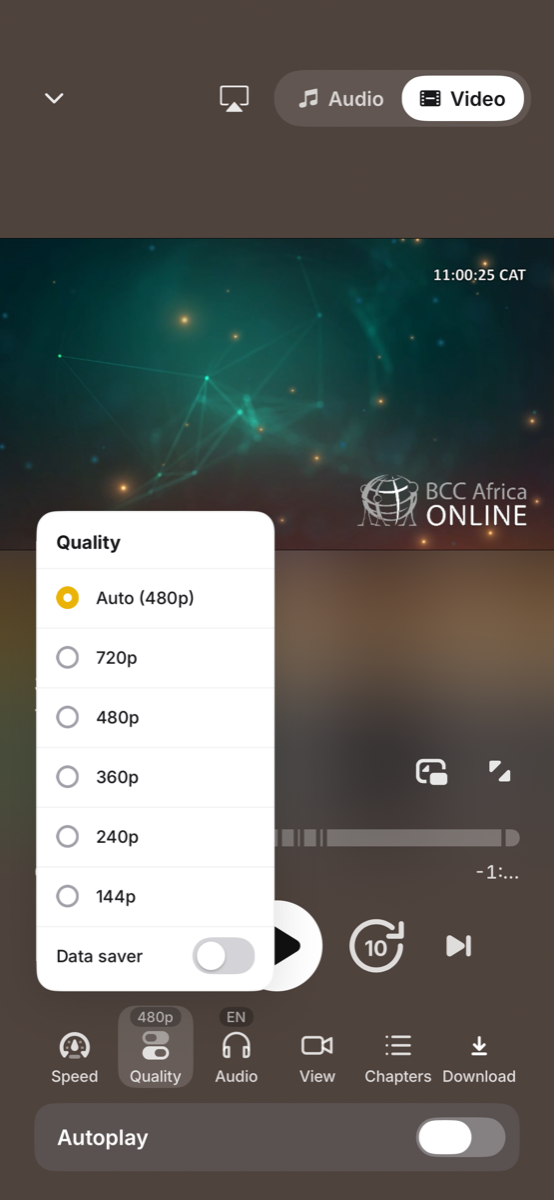 Audio
Video
11:00:25 CAT
BCC Africa
ONLINE
Quality
Auto (480p)
720p
480p
360p
240p
144p
Data saver
-1:...
10
480p
EN
Speed
Quality
Audio
View
Chapters
Download
Autoplay